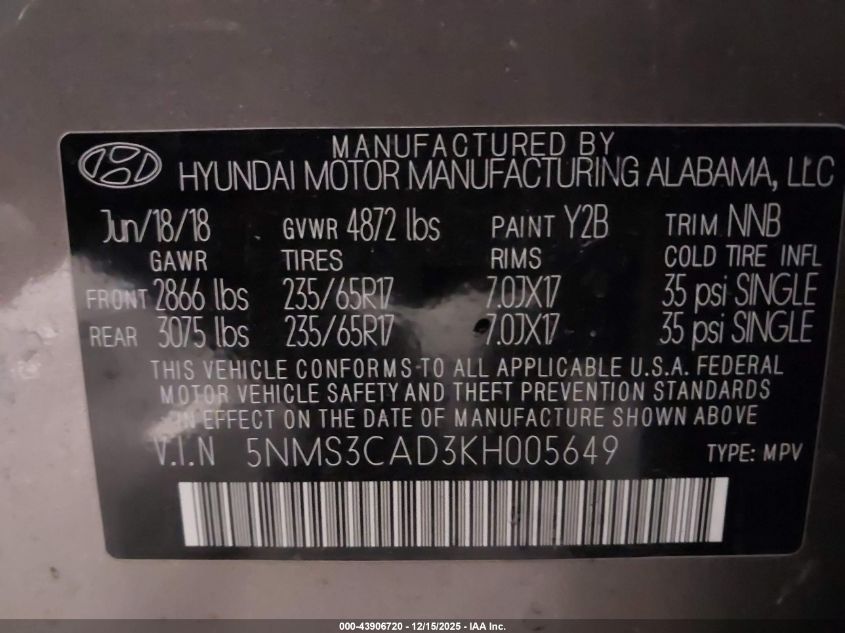 MANUFACTURED BY
HYUNDAI MOTOR MANUFACTURING ALABAMA, LLC
Jun/18/18 GVWR 4872 lbs PAINT Y2B TRIM NNB
GAWR TIRES RIMS COLD TIRE INFL
FRONT 2866 lbs 235/65R17 7.0JX17 35 psi SINGLE
REAR 3075 lbs 235/65R17 7.0JX17 35 psi SINGLE
THIS VEHICLE CONFORMS TO ALL APPLICABLE U.S.A. FEDERAL
MOTOR VEHICLE SAFETY AND THEFT PREVENTION STANDARDS
IN EFFECT ON THE DATE OF MANUFACTURE SHOWN ABOVE
V.I.N 5NMS3CAD3KH005649 TYPE: MPV
000-43906720 - 12/15/2025 - IAA Inc.